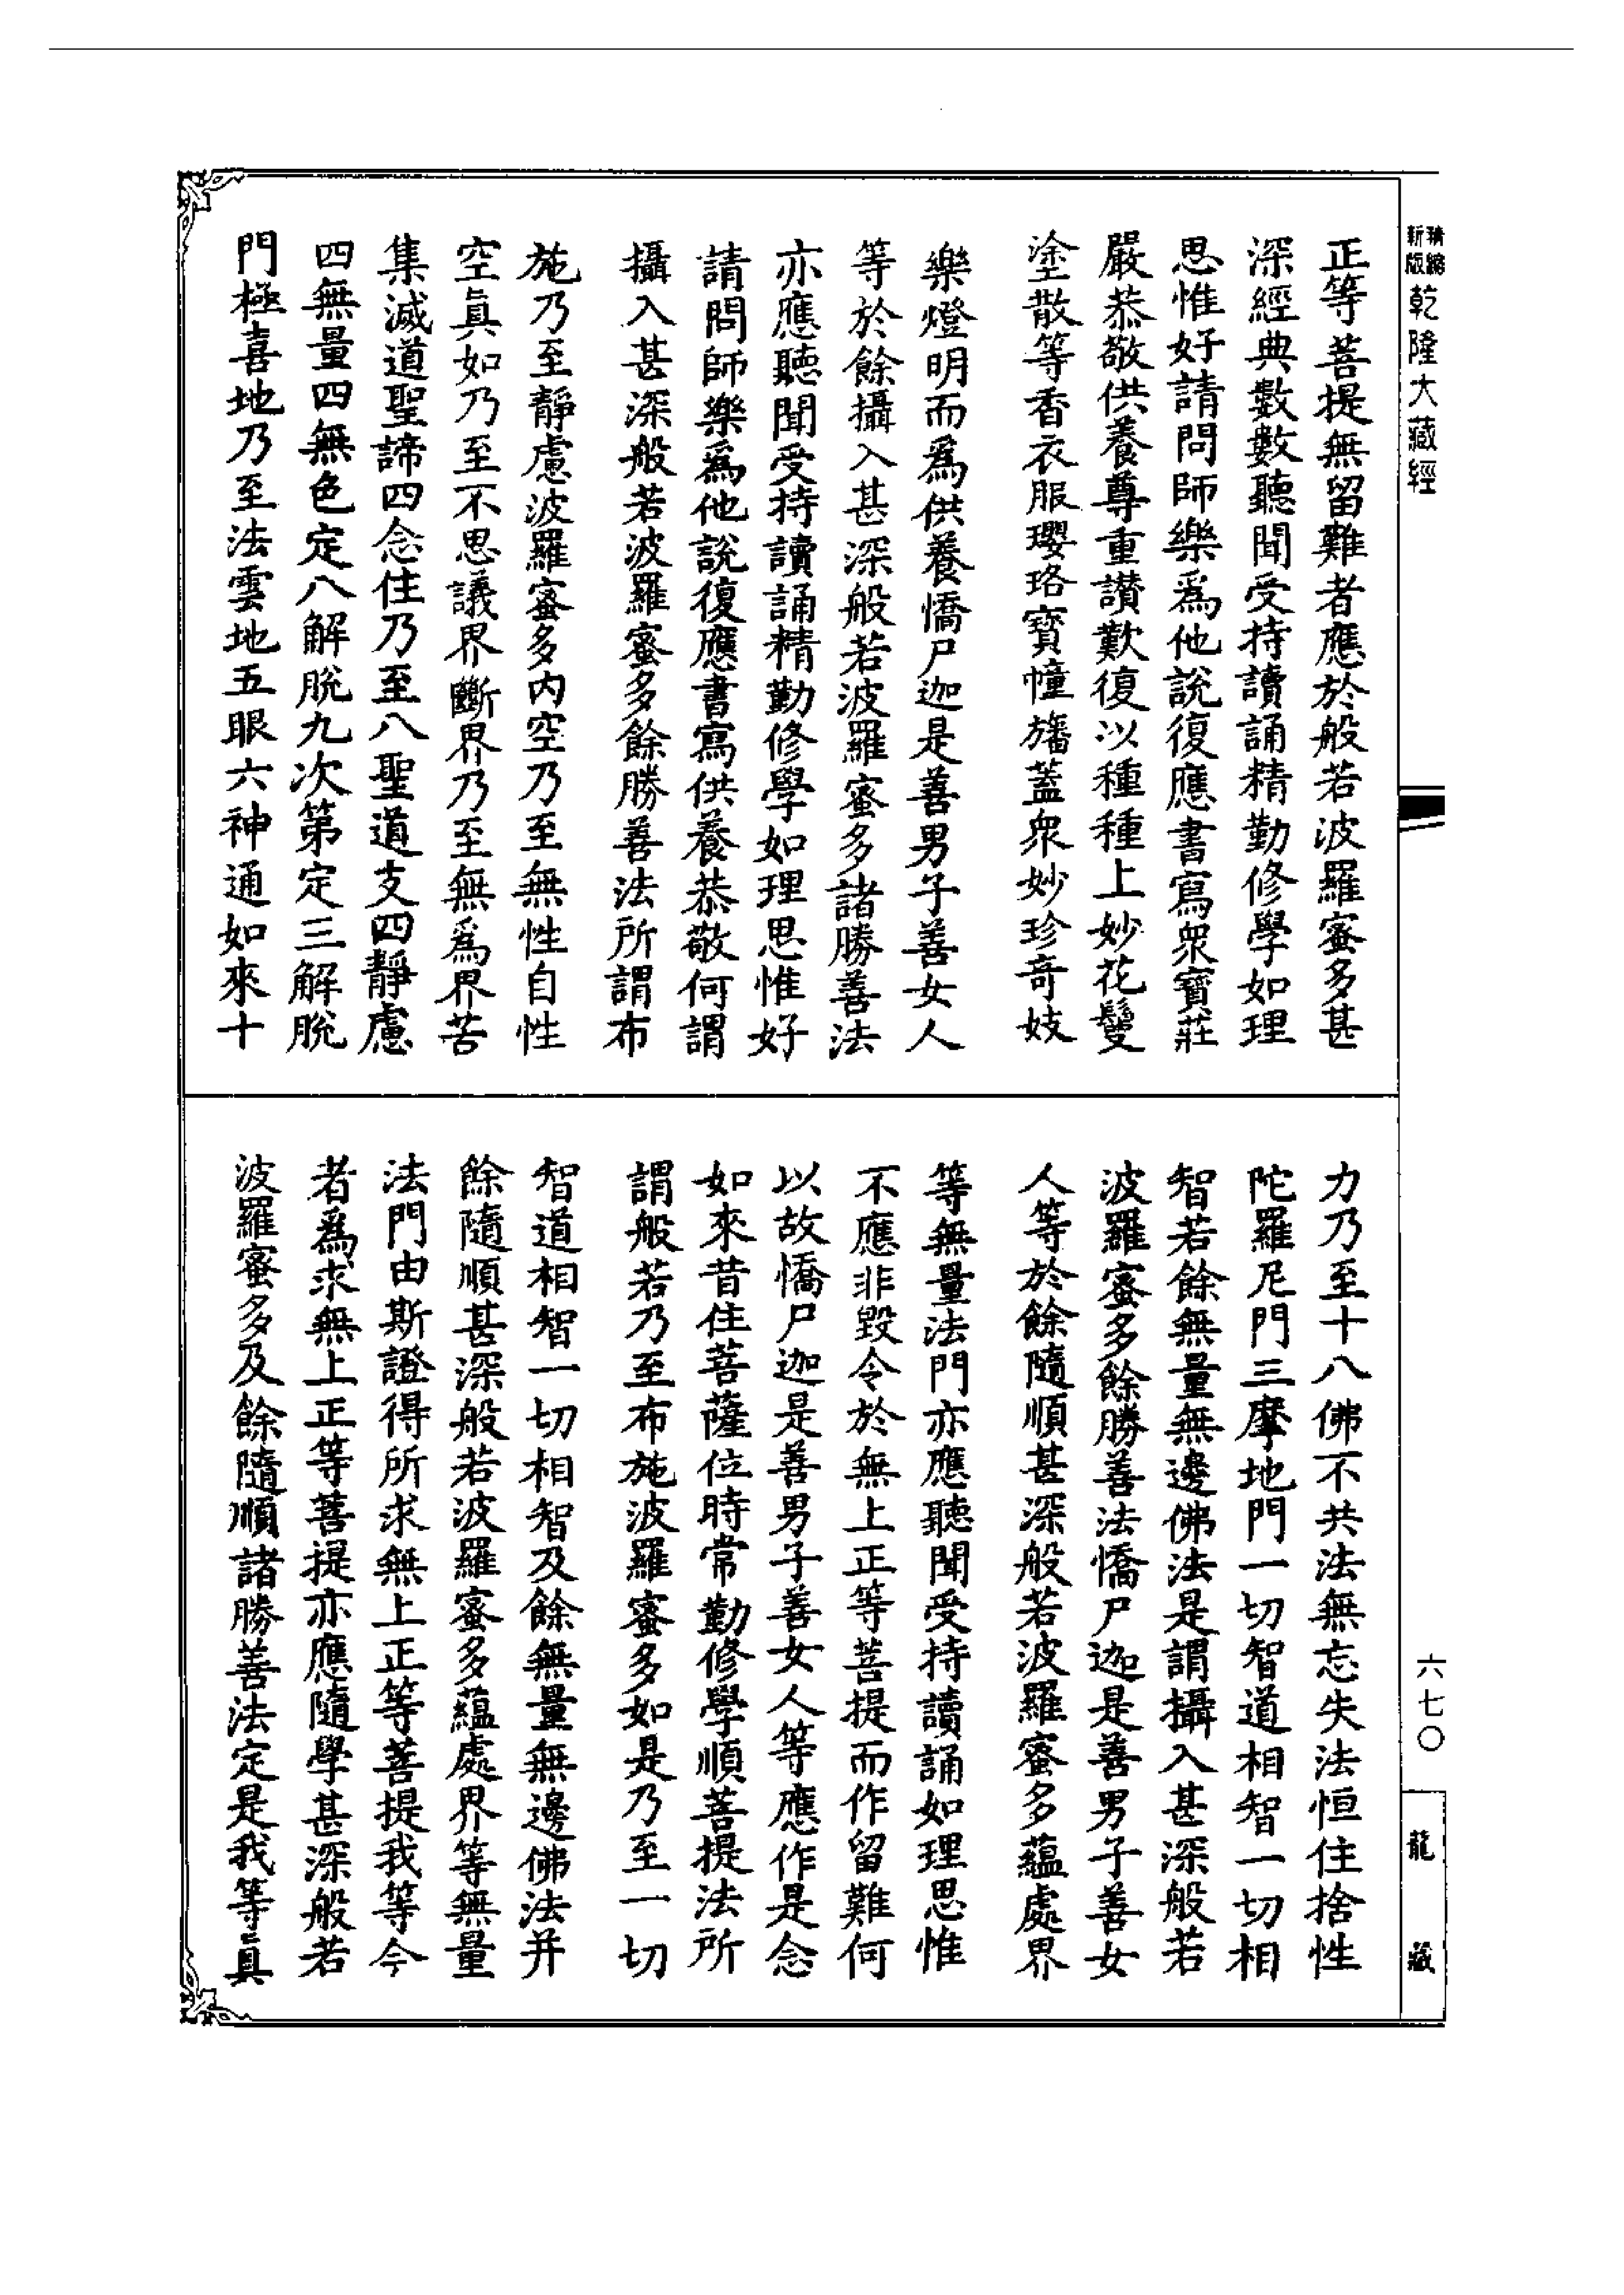 新版精縮乾隆大藏經
正等菩提無留難者應於般若波羅蜜多甚
深經典數數聽聞受持讀誦精勤修學如理
思惟好請問師樂爲他說復應書寫衆寶莊
嚴恭敬供養尊重讃歎復以種種上妙花鬘
塗散等香衣服瓔珞寶幢旛蓋衆妙珍奇妓
樂燈明而爲供養憍尸迦是善男子善女人
等於餘攝入甚深般若波羅蜜多諸勝善法
亦應聽聞受持讀誦精勤修學如理思惟好
請問師樂爲他說復應書寫供養恭敬何謂
攝入甚深般若波羅蜜多餘勝善法所謂布
施乃至靜慮波羅蜜多內空乃至無性自性
空眞如乃至不思議界斷界乃至無爲界苦
集滅道聖諦四念住乃至八聖道支四靜慮
四無量四無色定八解脫九次第定三解脫
門極喜地乃至法雲地五眼六神通如來十
力乃至十八佛不共法無忘失法恒住捨性
陀羅尼門三摩地門一切智道相智一切相
智若餘無量無邊佛法是謂攝入甚深般若
波羅蜜多餘勝善法憍尸迦是善男子善女
人等於餘隨順甚深般若波羅蜜多蘊處界
等無量法門亦應聽聞受持讀誦如理思惟
不應非毀令於無上正等菩提而作留難何
以故憍尸迦是善男子善女人等應作是念
如來昔住菩薩位時常勤修學順菩提法所
謂般若乃至布施波羅蜜多如是乃至一切
智道相智一切相智及餘無量無邊佛法并
餘隨順甚深般若波羅蜜多蘊處界等無量
法門由斯證得所求無上正等菩提我等今
者爲求無上正等菩提亦應隨學甚深般若
波羅蜜多及餘隨順諸勝善法定是我等眞
六七〇
龍藏